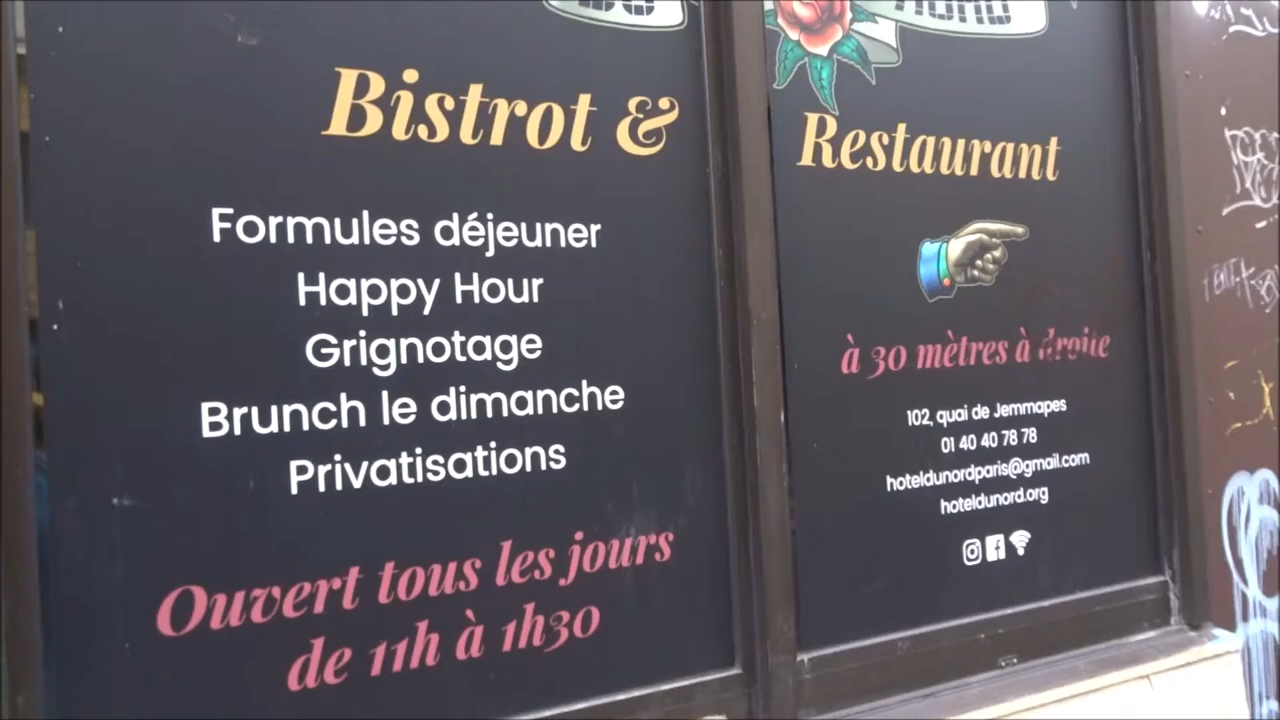 Bistrot &
Formules déjeuner
Happy Hour
Grignotage
Brunch le dimanche
Privatisations
Ouvert tous les jours
de 11h à 1h30
Restaurant
à 30 mètres à droite
102, quai de Jemmapes
01 40 40 78 78
hoteldunordparis@gmail.com
hoteldunord.org